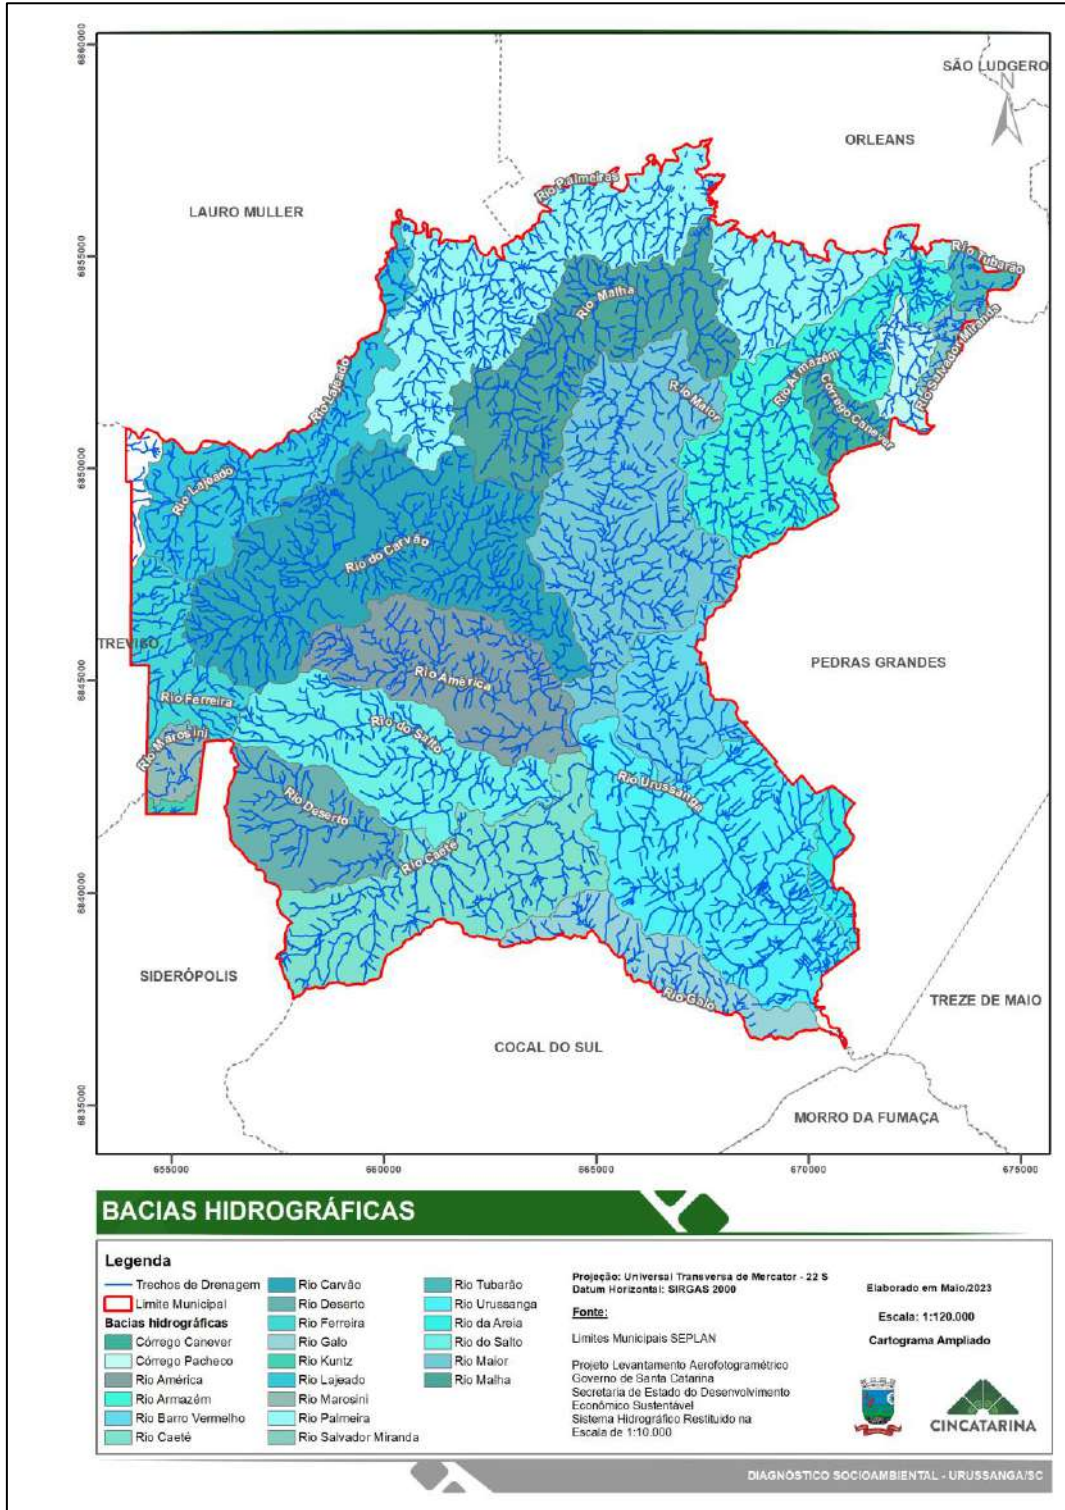 6860000
6855000
6850000
6845000
6840000
6835000
SÃO LUDGERO
N
ORLEANS
LAURO MULLER
Rio Palmeiras
Rio Tubarão
Rio Malha
Rio Salvador Miranda
Rio Armazém
Rio Lajeado
Rio Maior
Córrego Canever
Rio Lajeado
Rio do Carvão
TREVISO
PEDRAS GRANDES
Rio América
Rio Ferreira
Rio do Salto
Rio Marosini
Rio Urussanga
Rio Deserto
Rio Caeté
SIDERÓPOLIS
Rio Galo
TREZE DE MAIO
COCAL DO SUL
MORRO DA FUMAÇA
655000 660000 665000 670000 675000
BACIAS HIDROGRÁFICAS
Legenda
Trechos de Drenagem
Limite Municipal
Bacias hidrográficas
Córrego Canever
Córrego Pacheco
Rio América
Rio Armazém
Rio Barro Vermelho
Rio Caeté
Rio Carvão
Rio Deserto
Rio Ferreira
Rio Galo
Rio Kuntz
Rio Lajeado
Rio Marosini
Rio Palmeira
Rio Salvador Miranda
Rio Tubarão
Rio Urussanga
Rio da Areia
Rio do Salto
Rio Maior
Rio Malha
Projeção: Universal Transversa de Mercator - 22 S
Datum Horizontal: SIRGAS 2000
Fonte:
Limites Municipais SEPLAN
Projeto Levantamento Aerofotogramétrico
Governo de Santa Catarina
Secretaria de Estado do Desenvolvimento
Econômico Sustentável
Sistema Hidrográfico Restituído na
Escala de 1:10.000
Elaborado em Maio/2023
Escala: 1:120.000
Cartograma Ampliado
CINCATARINA
DIAGNÓSTICO SOCIOAMBIENTAL - URUSSANGA/SC